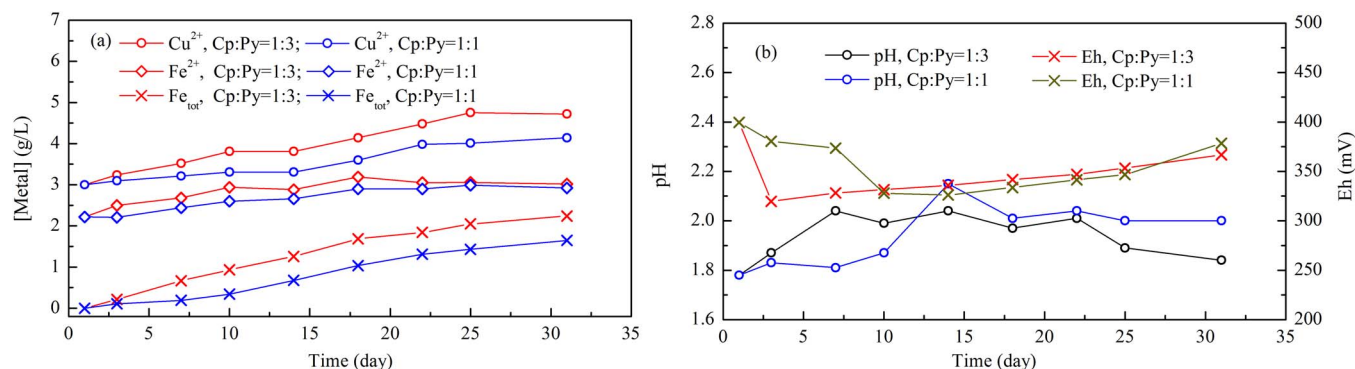 (a)
Cu²⁺, Cp:Py=1:3; Cu²⁺, Cp:Py=1:1
Fe²⁺, Cp:Py=1:3; Fe²⁺, Cp:Py=1:1
Feₜₒₜ, Cp:Py=1:3; Feₜₒₜ, Cp:Py=1:1
[Metal] (g/L)
7
6
5
4
3
2
1
0
0 5 10 15 20 25 30 35
Time (day)
(b)
pH, Cp:Py=1:3 Eh, Cp:Py=1:3
pH, Cp:Py=1:1 Eh, Cp:Py=1:1
pH
2.8
2.6
2.4
2.2
2.0
1.8
1.6
0 5 10 15 20 25 30 35
Time (day)
500
450
400
350
300
250
200
Eh (mV)